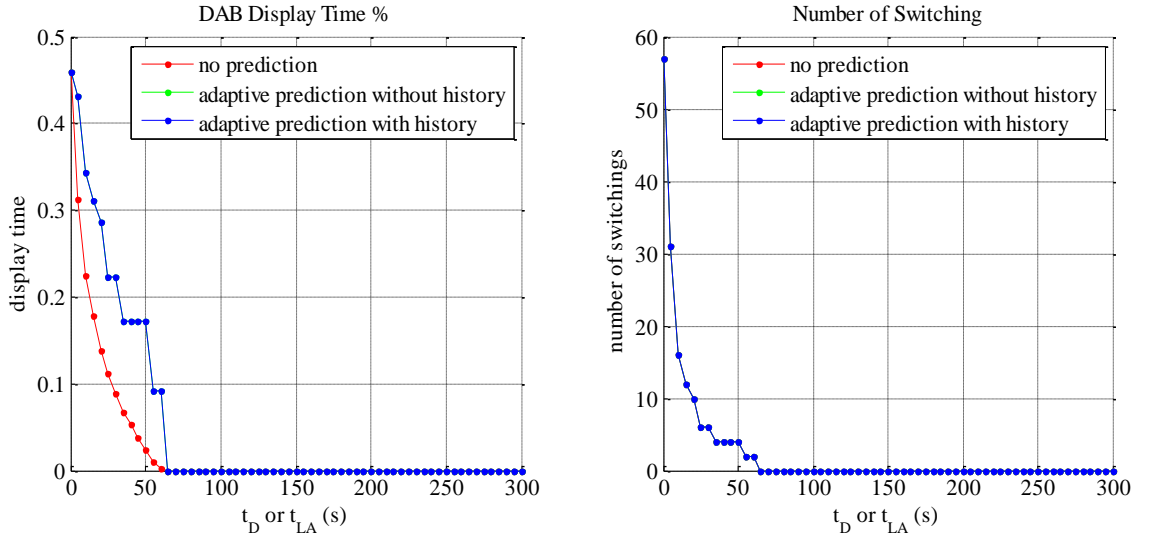 DAB Display Time %
0.5
0.4
0.3
0.2
0.1
0
display time
no prediction
adaptive prediction without history
adaptive prediction with history
0 50 100 150 200 250 300
t_D or t_LA (s)
Number of Switching
60
50
40
30
20
10
0
number of switchings
no prediction
adaptive prediction without history
adaptive prediction with history
0 50 100 150 200 250 300
t_D or t_LA (s)